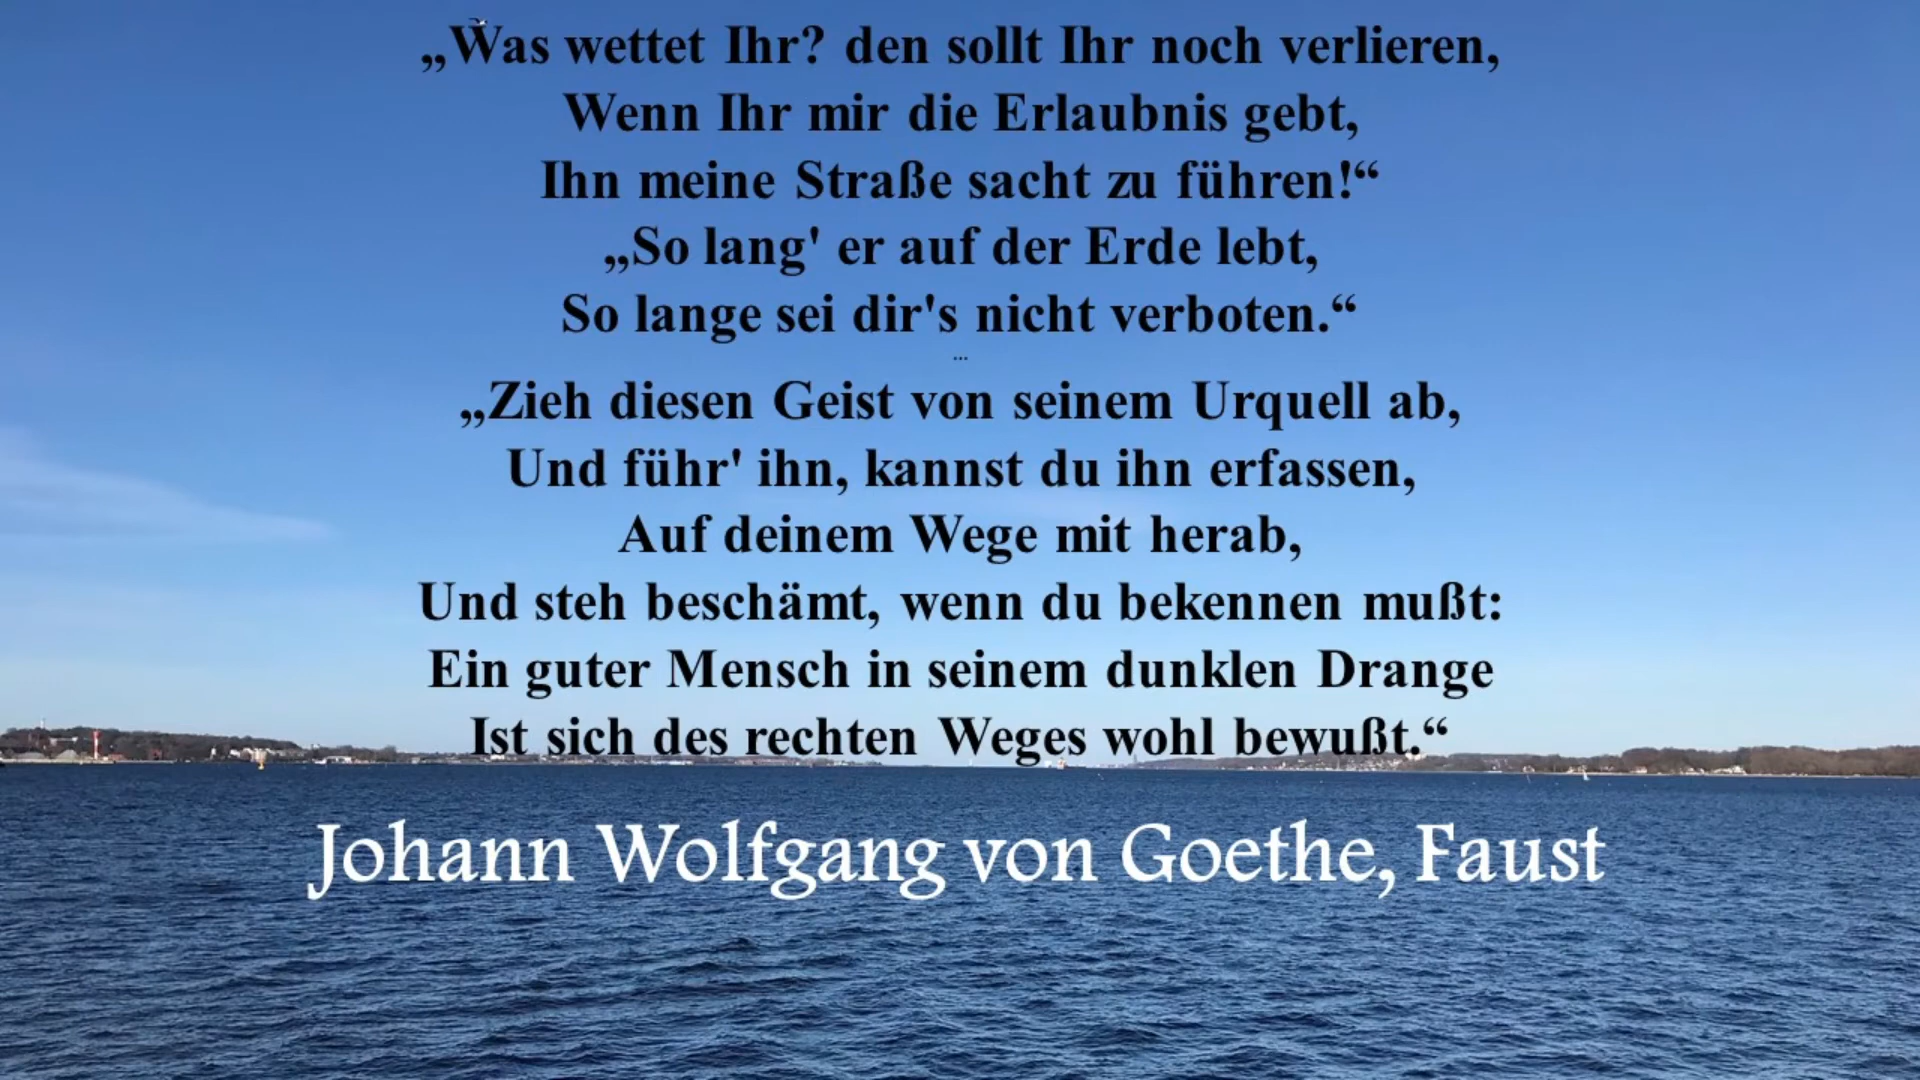 „Was wettet Ihr? den sollt Ihr noch verlieren,
Wenn Ihr mir die Erlaubnis gebt,
Ihn meine Straße sacht zu führen!“
„So lang' er auf der Erde lebt,
So lange sei dir's nicht verboten.“
...
„Zieh diesen Geist von seinem Urquell ab,
Und führ' ihn, kannst du ihn erfassen,
Auf deinem Wege mit herab,
Und steh beschämt, wenn du bekennen mußt:
Ein guter Mensch in seinem dunklen Drange
Ist sich des rechten Weges wohl bewußt.“
Johann Wolfgang von Goethe, Faust